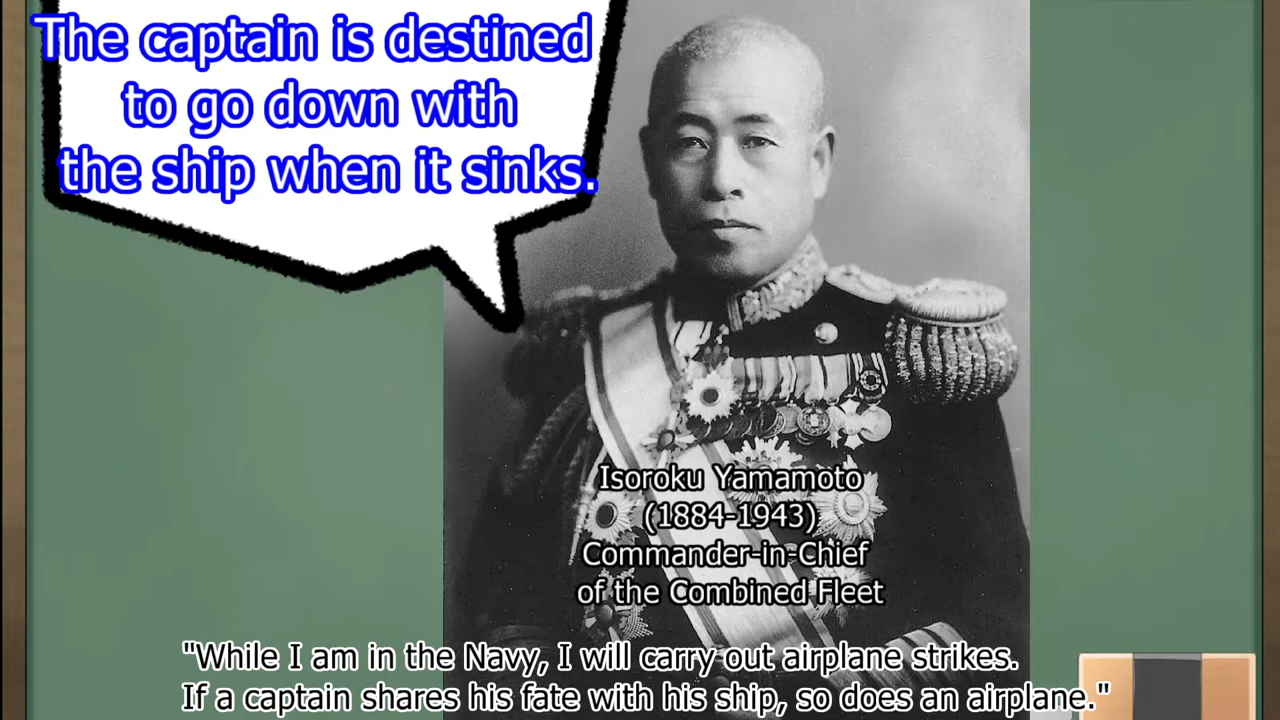 The captain is destined
to go down with
the ship when it sinks.
Isoroku Yamamoto
(1884-1943)
Commander-in-Chief
of the Combined Fleet
"While I am in the Navy, I will carry out airplane strikes.
If a captain shares his fate with his ship, so does an airplane."